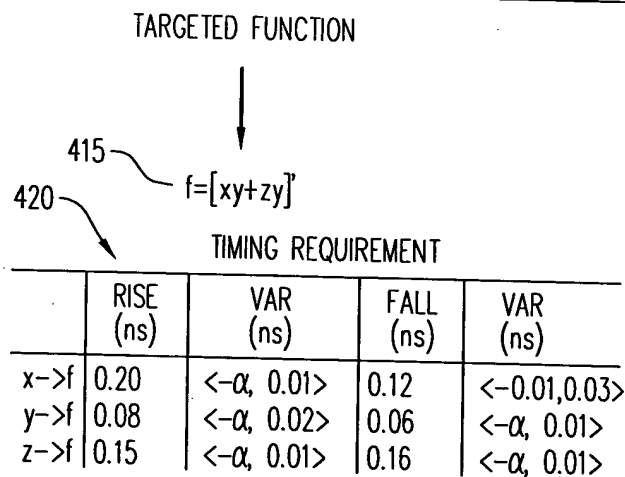 TARGETED FUNCTION
415
f=[xy+zy]'
420
TIMING REQUIREMENT
RISE (ns) VAR (ns) FALL (ns) VAR (ns)
x->f 0.20 <-α, 0.01> 0.12 <-0.01,0.03>
y->f 0.08 <-α, 0.02> 0.06 <-α, 0.01>
z->f 0.15 <-α, 0.01> 0.16 <-α, 0.01>